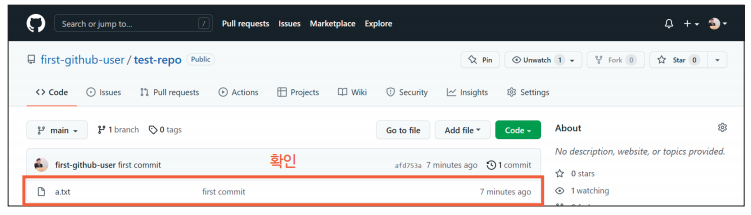 Search or jump to... / Pull requests Issues Marketplace Explore
first-github-user / test-repo Public Pin Unwatch 1 Fork 0 Star 0
<> Code Issues Pull requests Actions Projects Wiki Security Insights Settings
main 1 branch 0 tags Go to file Add file Code About
No description, website, or topics provided.
first-github-user first commit 확인 afd753a 7 minutes ago 1 commit
0 stars
a.txt first commit 7 minutes ago
1 watching